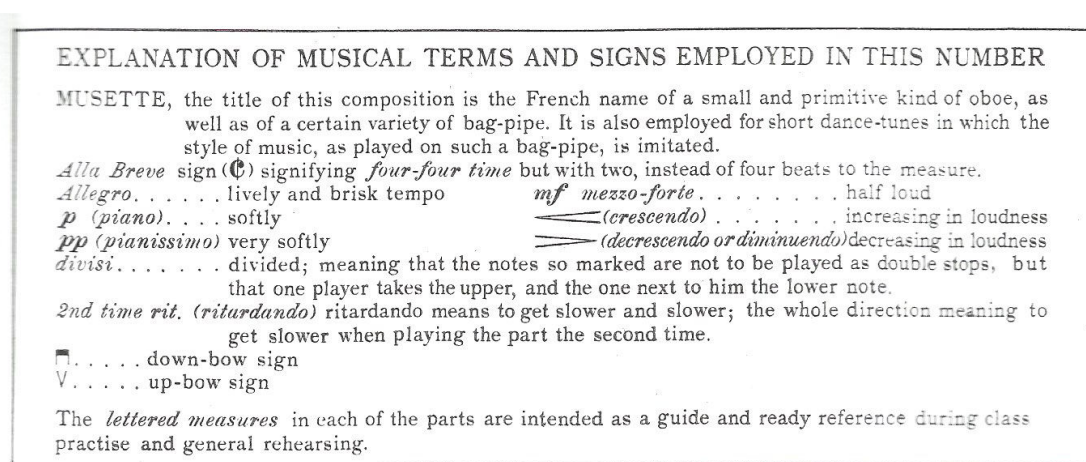 EXPLANATION OF MUSICAL TERMS AND SIGNS EMPLOYED IN THIS NUMBER
MUSETTE, the title of this composition is the French name of a small and primitive kind of oboe, as
well as of a certain variety of bag-pipe. It is also employed for short dance-tunes in which the
style of music, as played on such a bag-pipe, is imitated.
Alla Breve sign (𝄵) signifying four-four time but with two, instead of four beats to the measure.
Allegro. . . . . . lively and brisk tempo mf mezzo-forte. . . . . . . . . half loud
p (piano). . . . softly (crescendo) . . . . . . . . increasing in loudness
pp (pianissimo) very softly (decrescendo or diminuendo) decreasing in loudness
divisi. . . . . . . divided; meaning that the notes so marked are not to be played as double stops, but
that one player takes the upper, and the one next to him the lower note.
2nd time rit. (riturdando) ritardando means to get slower and slower; the whole direction meaning to
get slower when playing the part the second time.
. . . . . down-bow sign
V. . . . . up-bow sign
The lettered measures in each of the parts are intended as a guide and ready reference during class
practise and general rehearsing.